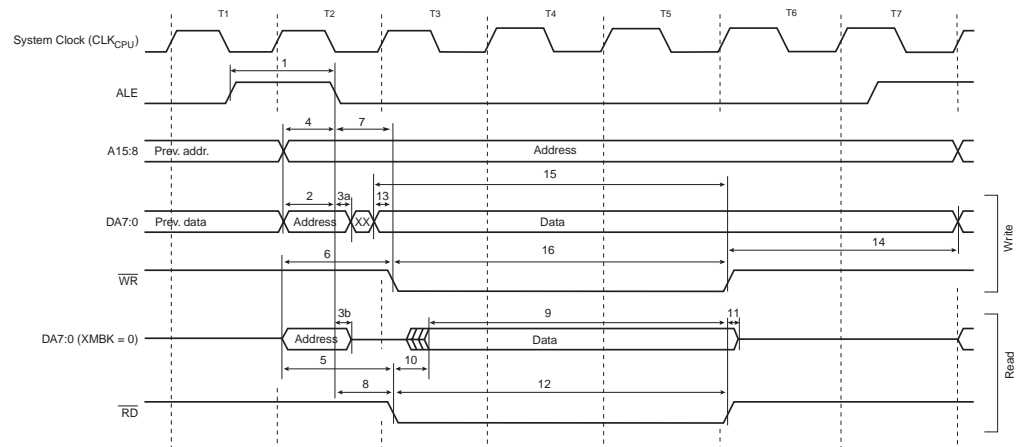 T1 T2 T3 T4 T5 T6 T7
System Clock (CLKCPU)
1
ALE
4 7
A15:8 Prev. addr. Address
15
2 3a 13
DA7:0 Prev. data Address XX Data
14
6 16
WR
Write
3b 9 11
DA7:0 (XMBK = 0) Address Data
5 10
8 12
RD
Read